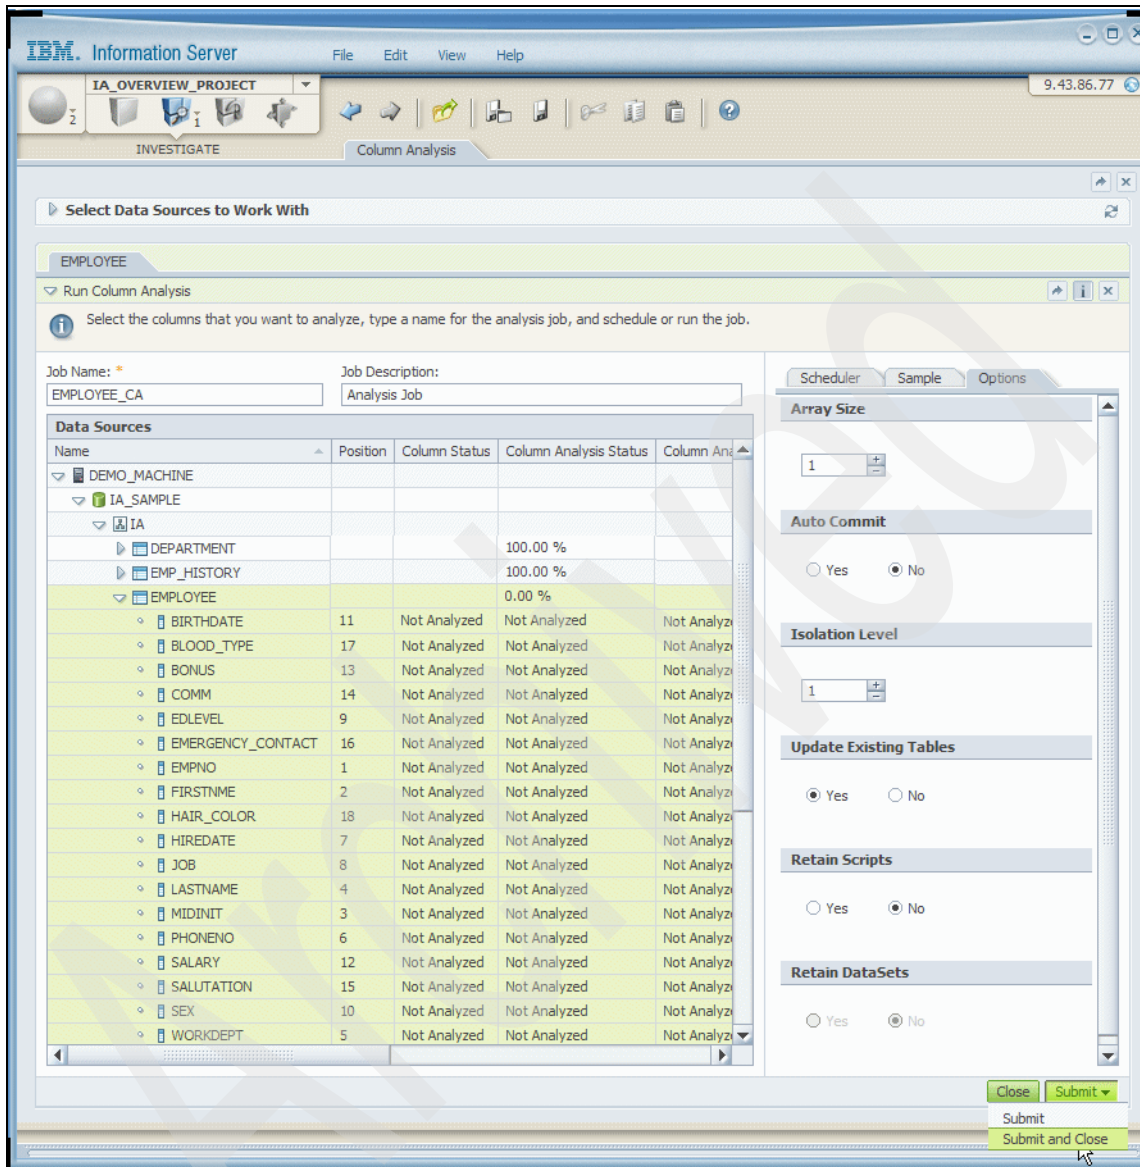 IBM. Information Server File Edit View Help
IA_OVERVIEW_PROJECT 9.43.86.77
2 1
INVESTIGATE Column Analysis
Select Data Sources to Work With
EMPLOYEE
Run Column Analysis
Select the columns that you want to analyze, type a name for the analysis job, and schedule or run the job.
Job Name: * Job Description:
EMPLOYEE_CA Analysis Job
Data Sources
Name Position Column Status Column Analysis Status Column Ana
DEMO_MACHINE
IA_SAMPLE
IA
DEPARTMENT 100.00 %
EMP_HISTORY 100.00 %
EMPLOYEE 0.00 %
BIRTHDATE 11 Not Analyzed Not Analyzed Not Analyz
BLOOD_TYPE 17 Not Analyzed Not Analyzed Not Analyz
BONUS 13 Not Analyzed Not Analyzed Not Analyz
COMM 14 Not Analyzed Not Analyzed Not Analyz
EDLEVEL 9 Not Analyzed Not Analyzed Not Analyz
EMERGENCY_CONTACT 16 Not Analyzed Not Analyzed Not Analyz
EMPNO 1 Not Analyzed Not Analyzed Not Analyz
FIRSTNME 2 Not Analyzed Not Analyzed Not Analyz
HAIR_COLOR 18 Not Analyzed Not Analyzed Not Analyz
HIREDATE 7 Not Analyzed Not Analyzed Not Analyz
JOB 8 Not Analyzed Not Analyzed Not Analyz
LASTNAME 4 Not Analyzed Not Analyzed Not Analyz
MIDINIT 3 Not Analyzed Not Analyzed Not Analyz
PHONENO 6 Not Analyzed Not Analyzed Not Analyz
SALARY 12 Not Analyzed Not Analyzed Not Analyz
SALUTATION 15 Not Analyzed Not Analyzed Not Analyz
SEX 10 Not Analyzed Not Analyzed Not Analyz
WORKDEPT 5 Not Analyzed Not Analyzed Not Analyz
Scheduler Sample Options
Array Size
1
Auto Commit
Yes No
Isolation Level
1
Update Existing Tables
Yes No
Retain Scripts
Yes No
Retain DataSets
Yes No
Close Submit
Submit
Submit and Close
Archived